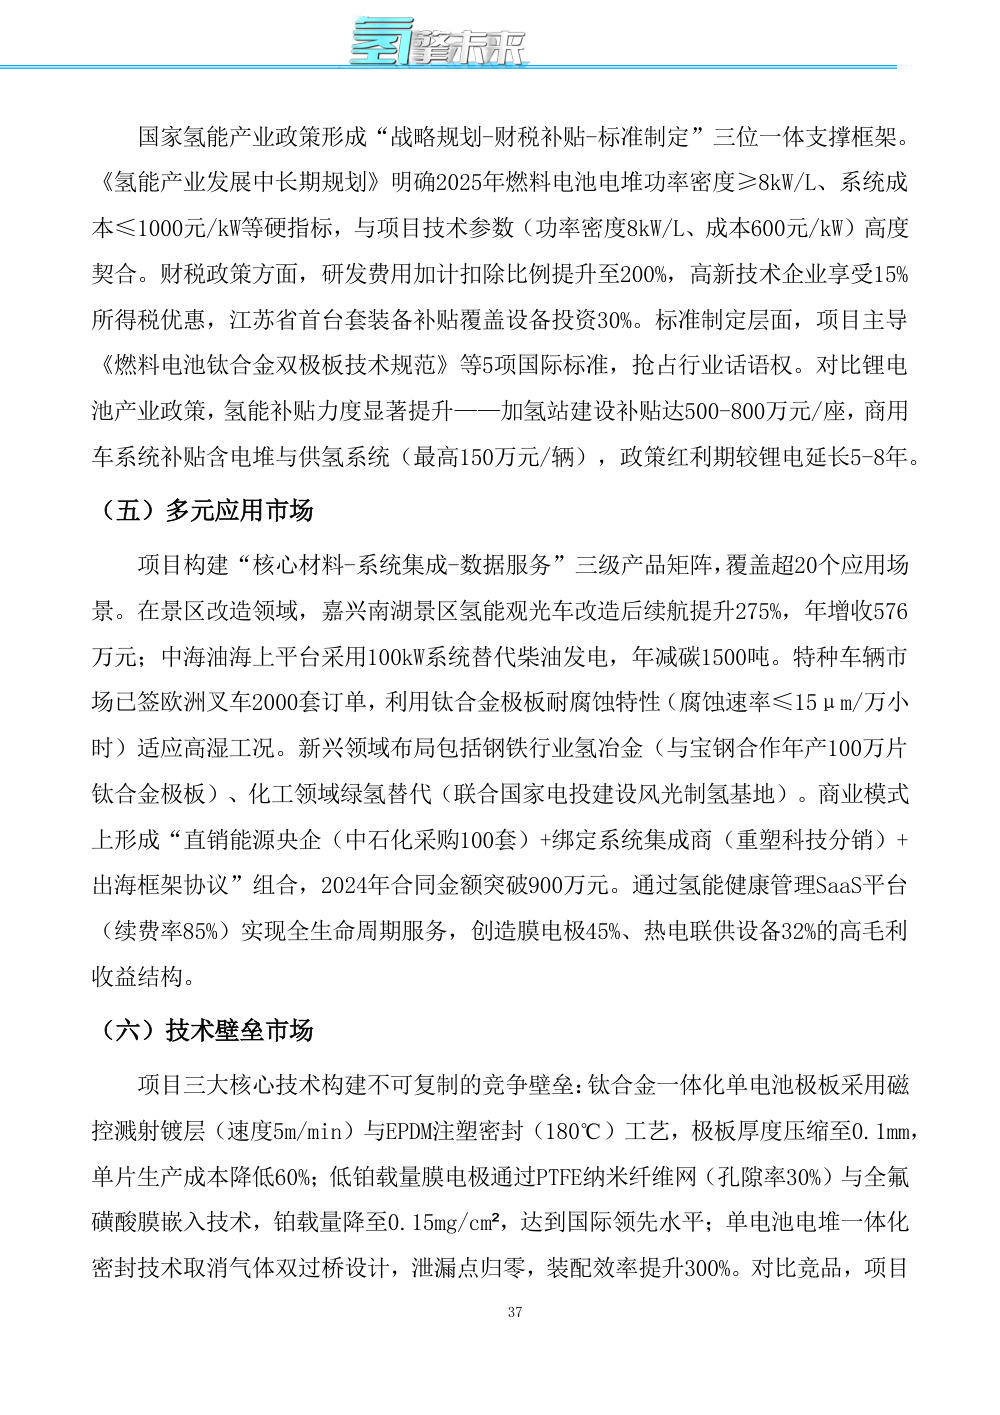 氢擎未来
国家氢能产业政策形成“战略规划-财税补贴-标准制定”三位一体支撑框架。
《氢能产业发展中长期规划》明确2025年燃料电池电堆功率密度≥8kW/L、系统成
本≤1000元/kW等硬指标，与项目技术参数（功率密度8kW/L、成本600元/kW）高度
契合。财税政策方面，研发费用加计扣除比例提升至200%，高新技术企业享受15%
所得税优惠，江苏省首台套装备补贴覆盖设备投资30%。标准制定层面，项目主导
《燃料电池钛合金双极板技术规范》等5项国际标准，抢占行业话语权。对比锂电
池产业政策，氢能补贴力度显著提升——加氢站建设补贴达500-800万元/座，商用
车系统补贴含电堆与供氢系统（最高150万元/辆），政策红利期较锂电延长5-8年。
（五）多元应用市场
项目构建“核心材料-系统集成-数据服务”三级产品矩阵，覆盖超20个应用场
景。在景区改造领域，嘉兴南湖景区氢能观光车改造后续航提升275%，年增收576
万元；中海油海上平台采用100kW系统替代柴油发电，年减碳1500吨。特种车辆市
场已签欧洲叉车2000套订单，利用钛合金极板耐腐蚀特性（腐蚀速率≤15μm/万小
时）适应高湿工况。新兴领域布局包括钢铁行业氢冶金（与宝钢合作年产100万片
钛合金极板）、化工领域绿氢替代（联合国家电投建设风光制氢基地）。商业模式
上形成“直销能源央企（中石化采购100套）+绑定系统集成商（重塑科技分销）+
出海框架协议”组合，2024年合同金额突破900万元。通过氢能健康管理SaaS平台
（续费率85%）实现全生命周期服务，创造膜电极45%、热电联供设备32%的高毛利
收益结构。
（六）技术壁垒市场
项目三大核心技术构建不可复制的竞争壁垒：钛合金一体化单电池极板采用磁
控溅射镀层（速度5m/min）与EPDM注塑密封（180℃）工艺，极板厚度压缩至0.1mm，
单片生产成本降低60%；低铂载量膜电极通过PTFE纳米纤维网（孔隙率30%）与全氟
磺酸膜嵌入技术，铂载量降至0.15mg/cm²，达到国际领先水平；单电池电堆一体化
密封技术取消气体双过桥设计，泄漏点归零，装配效率提升300%。对比竞品，项目
37